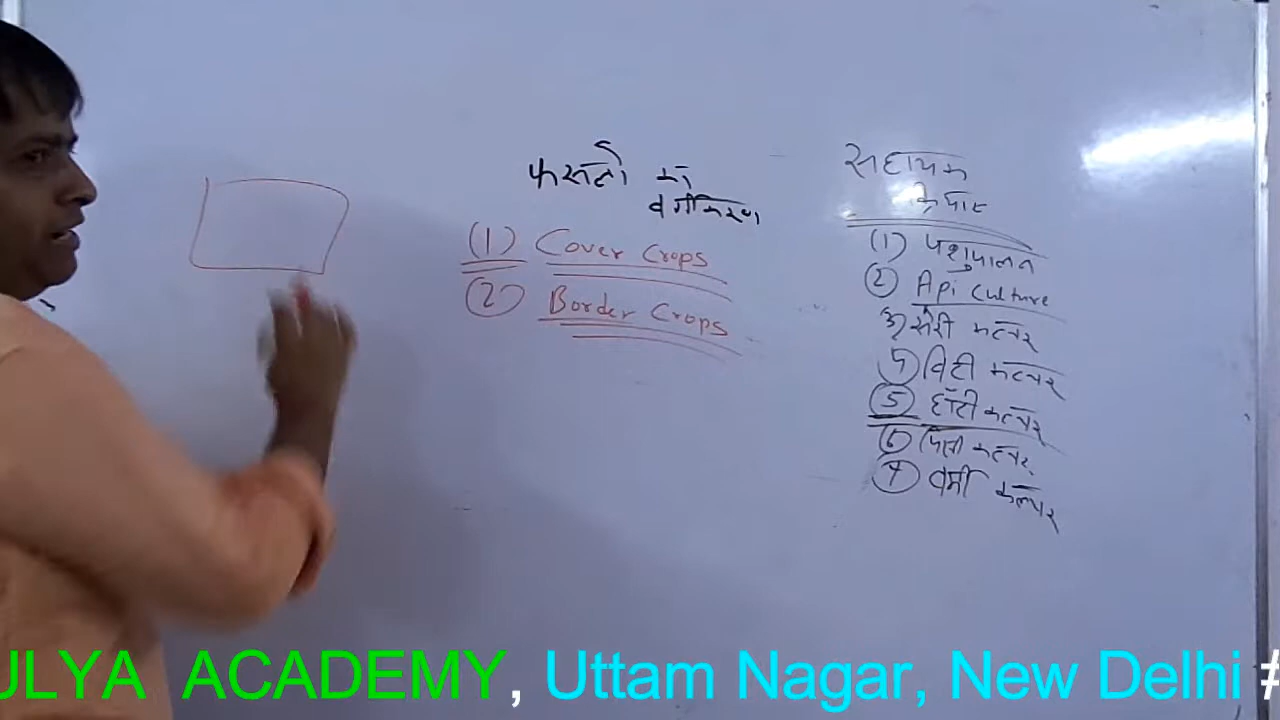 फसलों का
वर्गीकरण
(1) Cover Crops
(2) Border Crops
सहायक
(1) पशुपालन
(2) Api Culture
3) सेरी कल्चर
4) विटी कल्चर
(5) हॉर्टी कल्चर
(6) पिसी कल्चर
(7) वर्मी कल्चर
ULYA ACADEMY, Uttam Nagar, New Delhi #